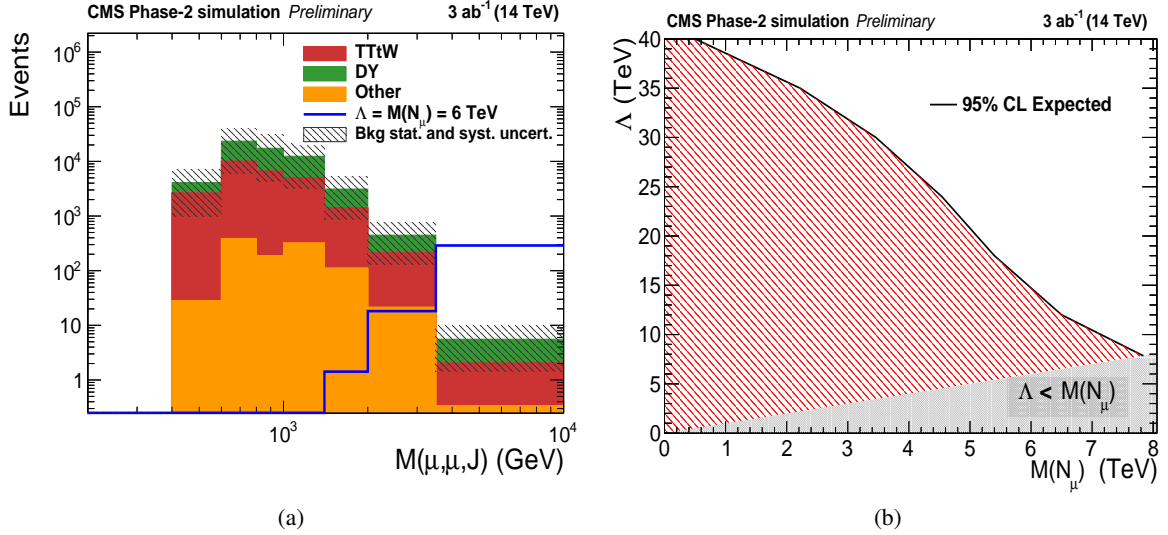 CMS Phase-2 simulation Preliminary 3 ab⁻¹ (14 TeV)
Events
10⁶
10⁵
10⁴
10³
10²
10
1
TTtW
DY
Other
Λ = M(N_μ) = 6 TeV
Bkg stat. and syst. uncert.
10³ 10⁴
M(μ,μ,J) (GeV)
(a)
CMS Phase-2 simulation Preliminary 3 ab⁻¹ (14 TeV)
Λ (TeV)
40
35
30
25
20
15
10
5
0
95% CL Expected
Λ < M(N_μ)
0 1 2 3 4 5 6 7 8
M(N_μ) (TeV)
(b)